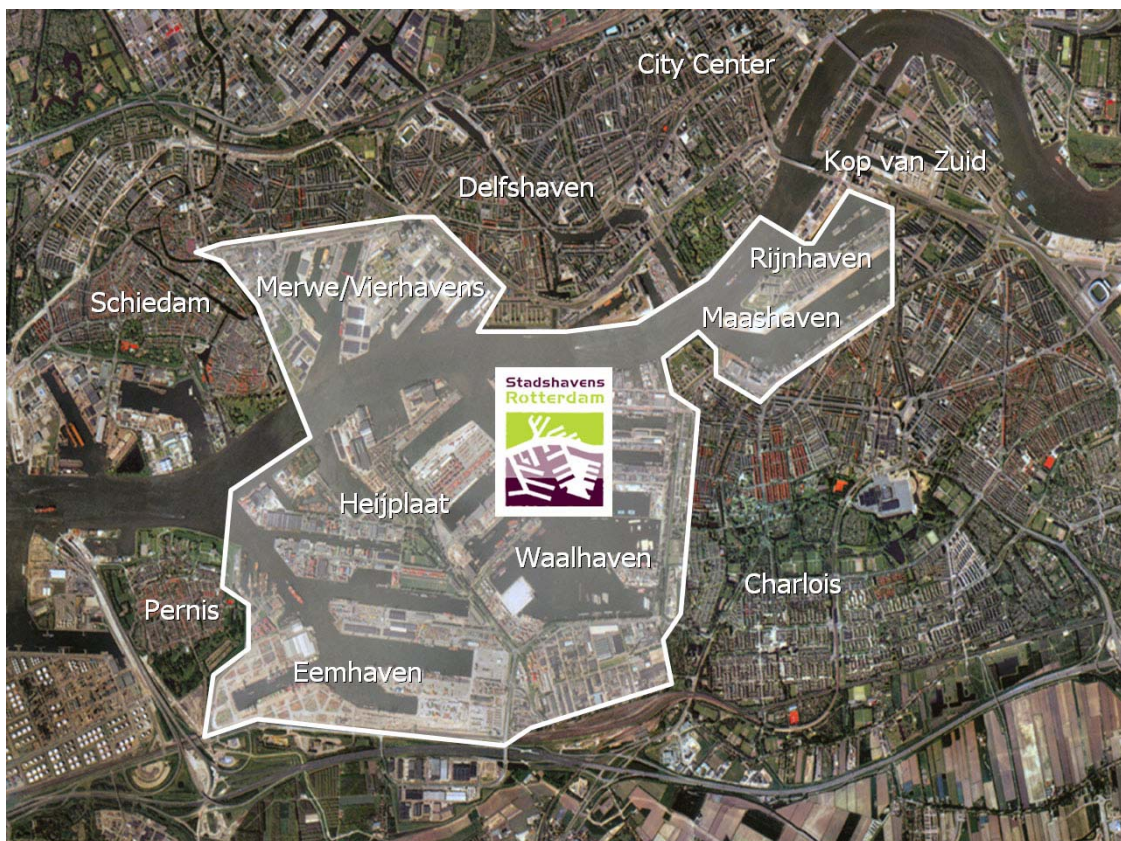 City Center
Kop van Zuid
Delfshaven
Rijnhaven
Merwe/Vierhavens
Schiedam
Maashaven
Stadshavens
Rotterdam
Heijplaat
Waalhaven
Charlois
Pernis
Eemhaven